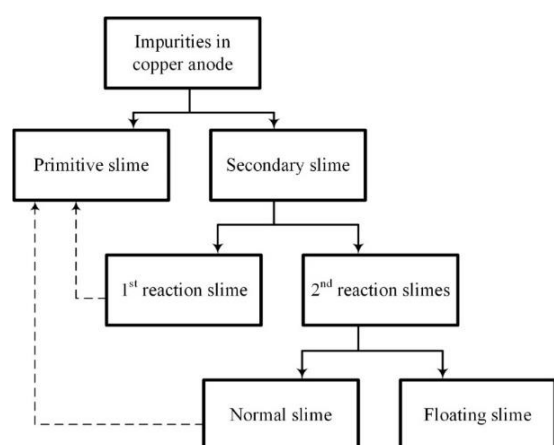 Impurities in
copper anode
Primitive slime
Secondary slime
1st reaction slime
2nd reaction slimes
Normal slime
Floating slime